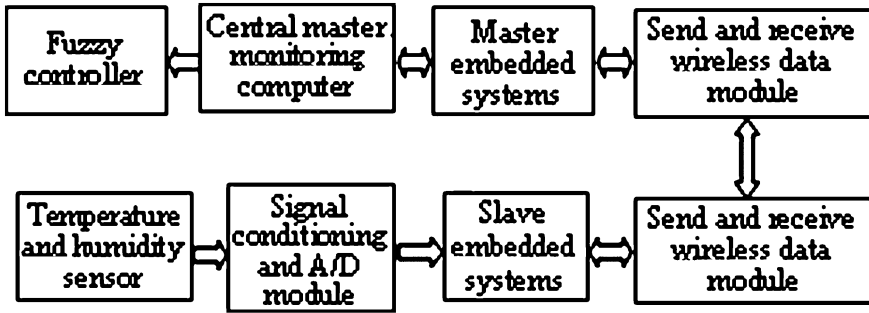 Fuzzy
controller
Central master
monitoring
computer
Master
embedded
systems
Send and receive
wireless data
module
Temperature
and humidity
sensor
Signal
conditioning
and A/D
module
Slave
embedded
systems
Send and receive
wireless data
module